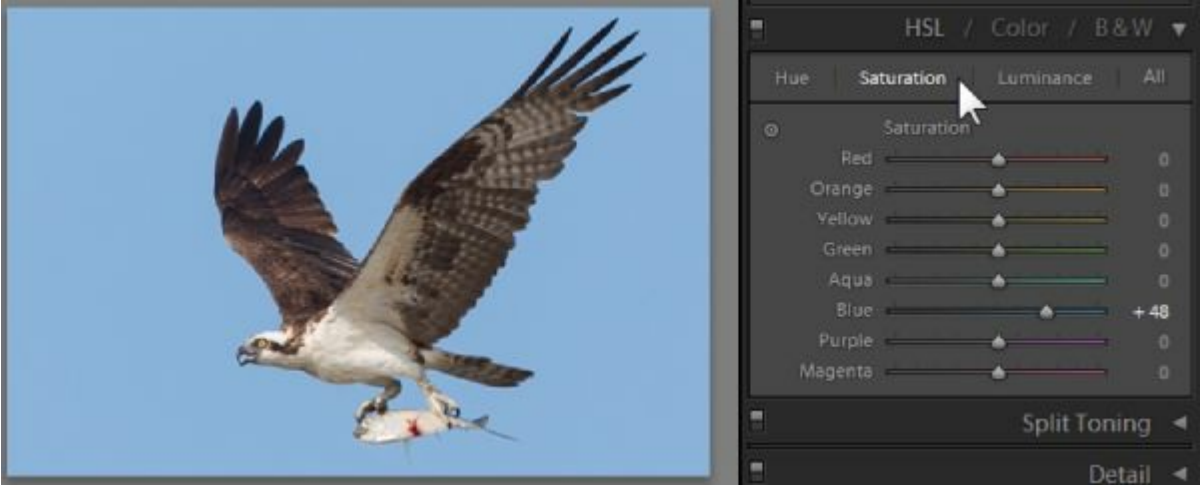 HSL / Color / B & W
Hue Saturation Luminance All
Saturation
Red 0
Orange 0
Yellow 0
Green 0
Aqua 0
Blue + 48
Purple 0
Magenta 0
Split Toning
Detail